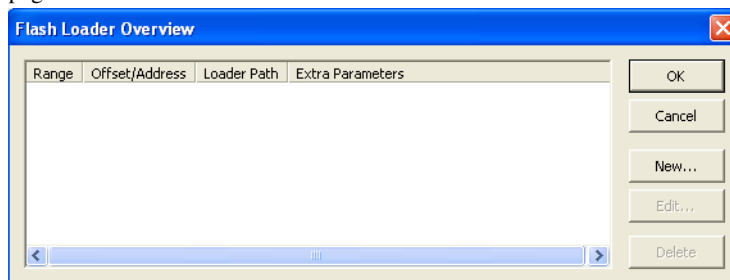 Flash Loader Overview
Range Offset/Address Loader Path Extra Parameters
OK
Cancel
New...
Edit...
Delete